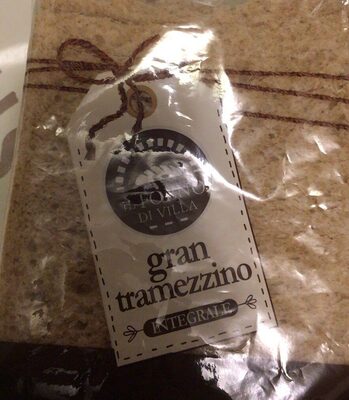 IL FORNO
DI VILLA
gran
tramezzino
INTEGRALE